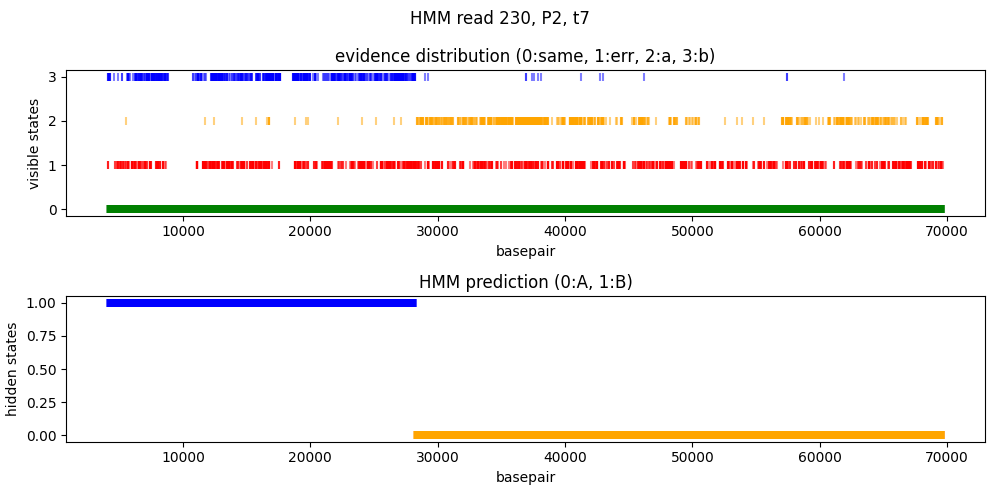 HMM read 230, P2, t7
evidence distribution (0:same, 1:err, 2:a, 3:b)
visible states
3
2
1
0
10000 20000 30000 40000 50000 60000 70000
basepair
HMM prediction (0:A, 1:B)
hidden states
1.00
0.75
0.50
0.25
0.00
10000 20000 30000 40000 50000 60000 70000
basepair